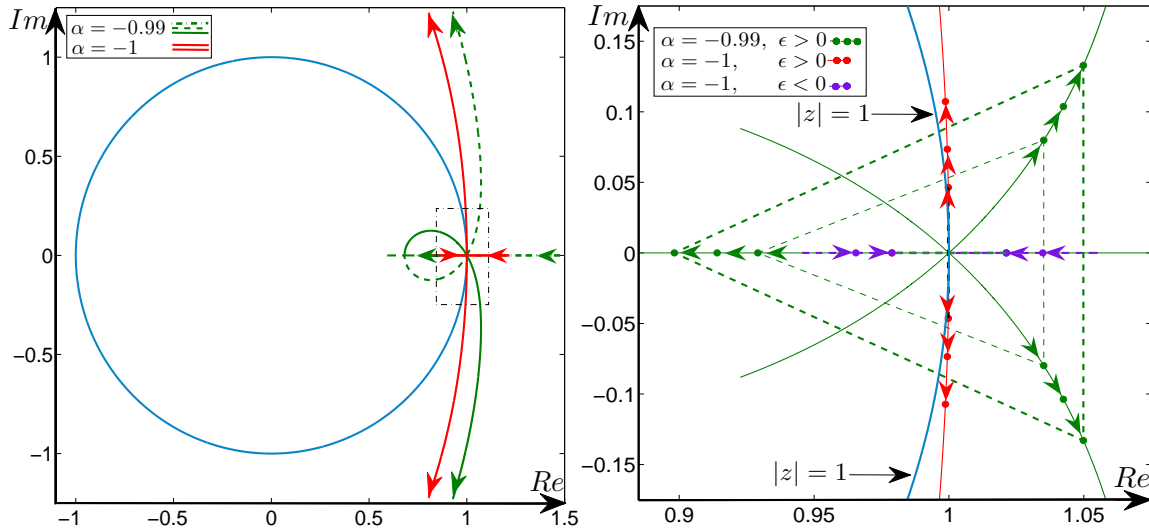 Im
α = −0.99
α = −1
1
0.5
0
−0.5
−1
Re
−1 −0.5 0 0.5 1 1.5
Im
α = −0.99, ϵ > 0
α = −1, ϵ > 0
α = −1, ϵ < 0
|z| = 1
0.15
0.1
0.05
0
−0.05
−0.1
−0.15
|z| = 1
Re
0.9 0.95 1 1.05